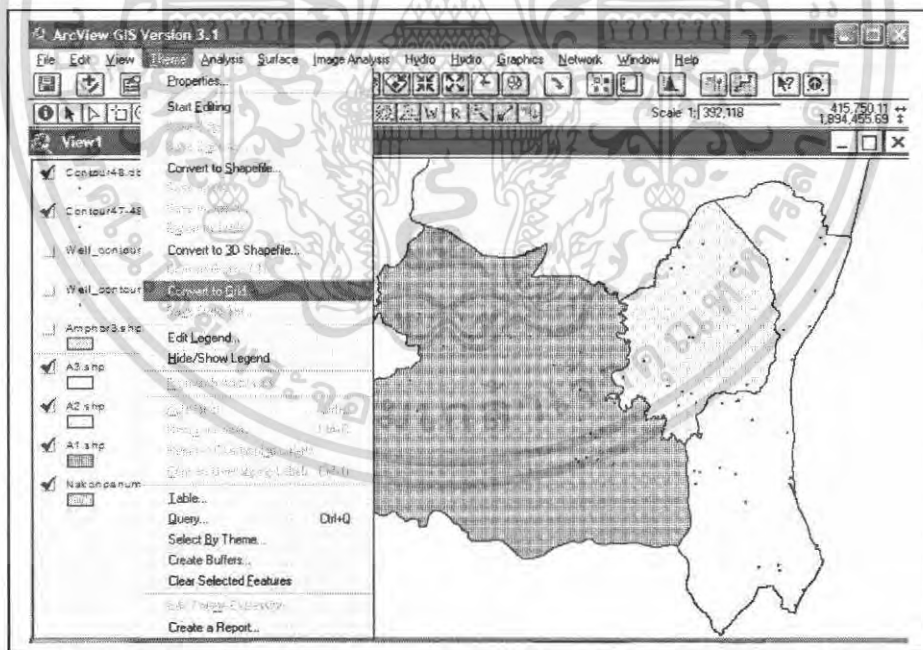 ArcView GIS Version 3.1
File Edit View Theme Analysis Surface Image Analysis Hydro Hydro Graphics Network Window Help
Scale 1: 392,118
415,750.11
1,894,455.69
View1
Contour48.db
Contour47-48
Well_contour
Well_contour
Amphor3.shp
A3.shp
A2.shp
A1.shp
Nakonpanum
Properties...
Start Editing
Convert to Shapefile...
Convert to 3D Shapefile...
Convert to Grid...
Edit Legend...
Hide/Show Legend
Table...
Query... Ctrl+Q
Select By Theme...
Create Buffers...
Clear Selected Features
Create a Report...